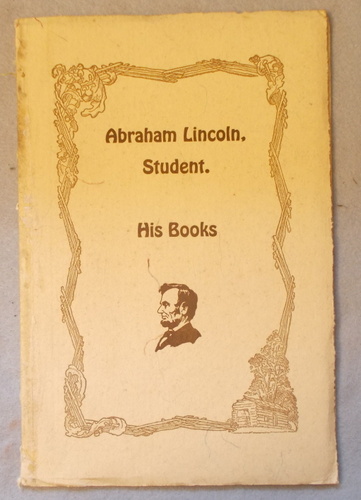 Abraham Lincoln,
Student.
His Books